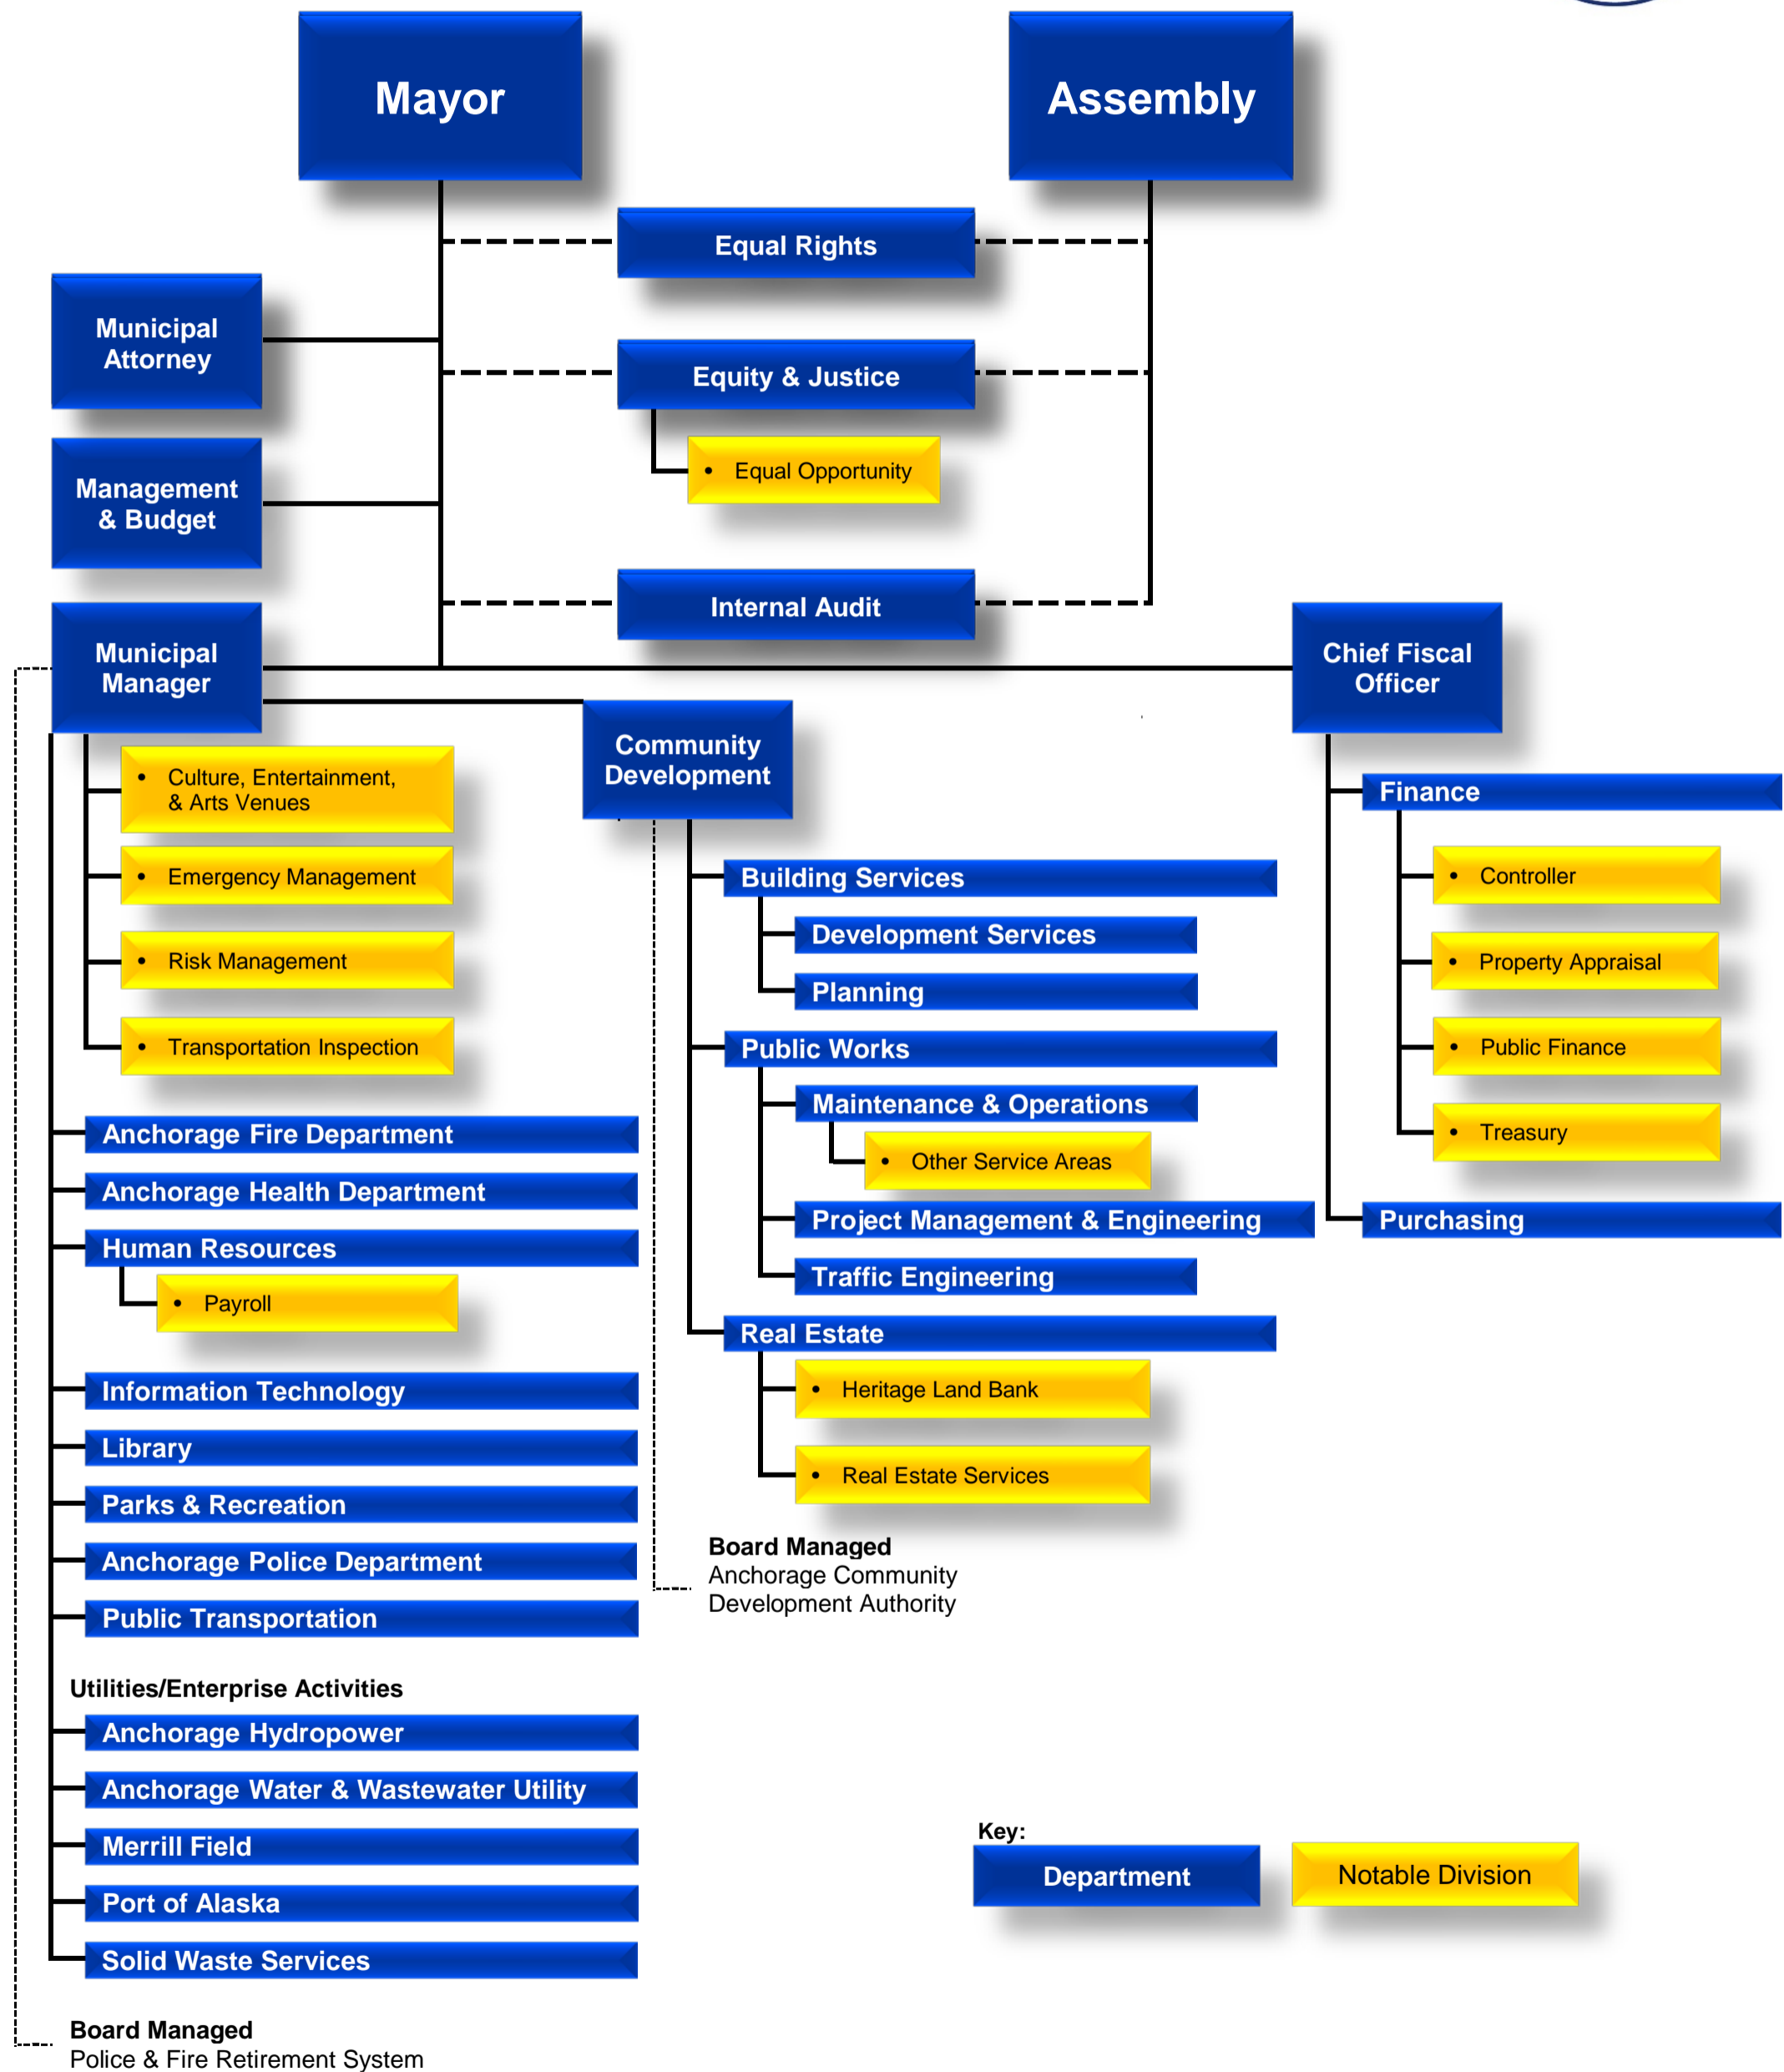 Mayor
Assembly
Equal Rights
Municipal
Attorney
Equity & Justice
• Equal Opportunity
Management
& Budget
Internal Audit
Municipal
Manager
Chief Fiscal
Officer
Community
Development
• Culture, Entertainment,
& Arts Venues
• Emergency Management
• Risk Management
• Transportation Inspection
Anchorage Fire Department
Anchorage Health Department
Human Resources
• Payroll
Information Technology
Library
Parks & Recreation
Anchorage Police Department
Public Transportation
Utilities/Enterprise Activities
Anchorage Hydropower
Anchorage Water & Wastewater Utility
Merrill Field
Port of Alaska
Solid Waste Services
Board Managed
Police & Fire Retirement System
Building Services
Development Services
Planning
Public Works
Maintenance & Operations
• Other Service Areas
Project Management & Engineering
Traffic Engineering
Real Estate
• Heritage Land Bank
• Real Estate Services
Board Managed
Anchorage Community
Development Authority
Finance
• Controller
• Property Appraisal
• Public Finance
• Treasury
Purchasing
Key:
Department
Notable Division